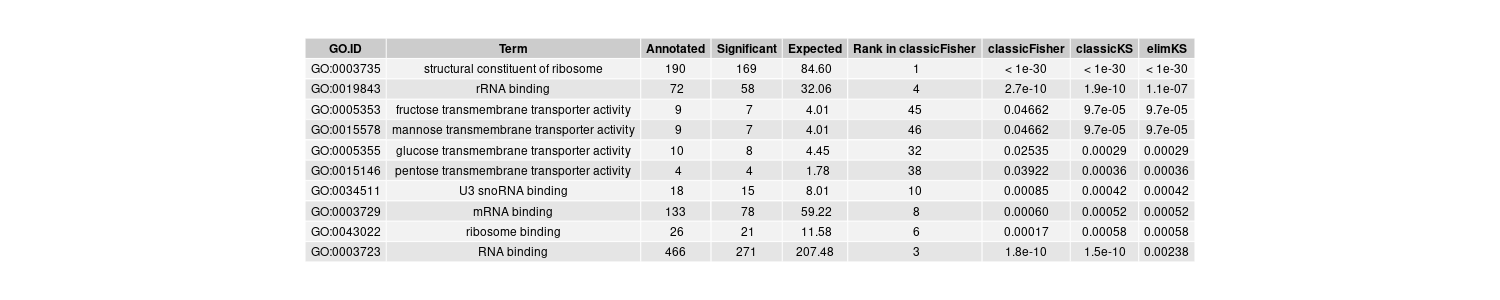 GO.ID Term Annotated Significant Expected Rank in classicFisher classicFisher classicKS elimKS
GO:0003735 structural constituent of ribosome 190 169 84.60 1 < 1e-30 < 1e-30 < 1e-30
GO:0019843 rRNA binding 72 58 32.06 4 2.7e-10 1.9e-10 1.1e-07
GO:0005353 fructose transmembrane transporter activity 9 7 4.01 45 0.04662 9.7e-05 9.7e-05
GO:0015578 mannose transmembrane transporter activity 9 7 4.01 46 0.04662 9.7e-05 9.7e-05
GO:0005355 glucose transmembrane transporter activity 10 8 4.45 32 0.02535 0.00029 0.00029
GO:0015146 pentose transmembrane transporter activity 4 4 1.78 38 0.03922 0.00036 0.00036
GO:0034511 U3 snoRNA binding 18 15 8.01 10 0.00085 0.00042 0.00042
GO:0003729 mRNA binding 133 78 59.22 8 0.00060 0.00052 0.00052
GO:0043022 ribosome binding 26 21 11.58 6 0.00017 0.00058 0.00058
GO:0003723 RNA binding 466 271 207.48 3 1.8e-10 1.5e-10 0.00238